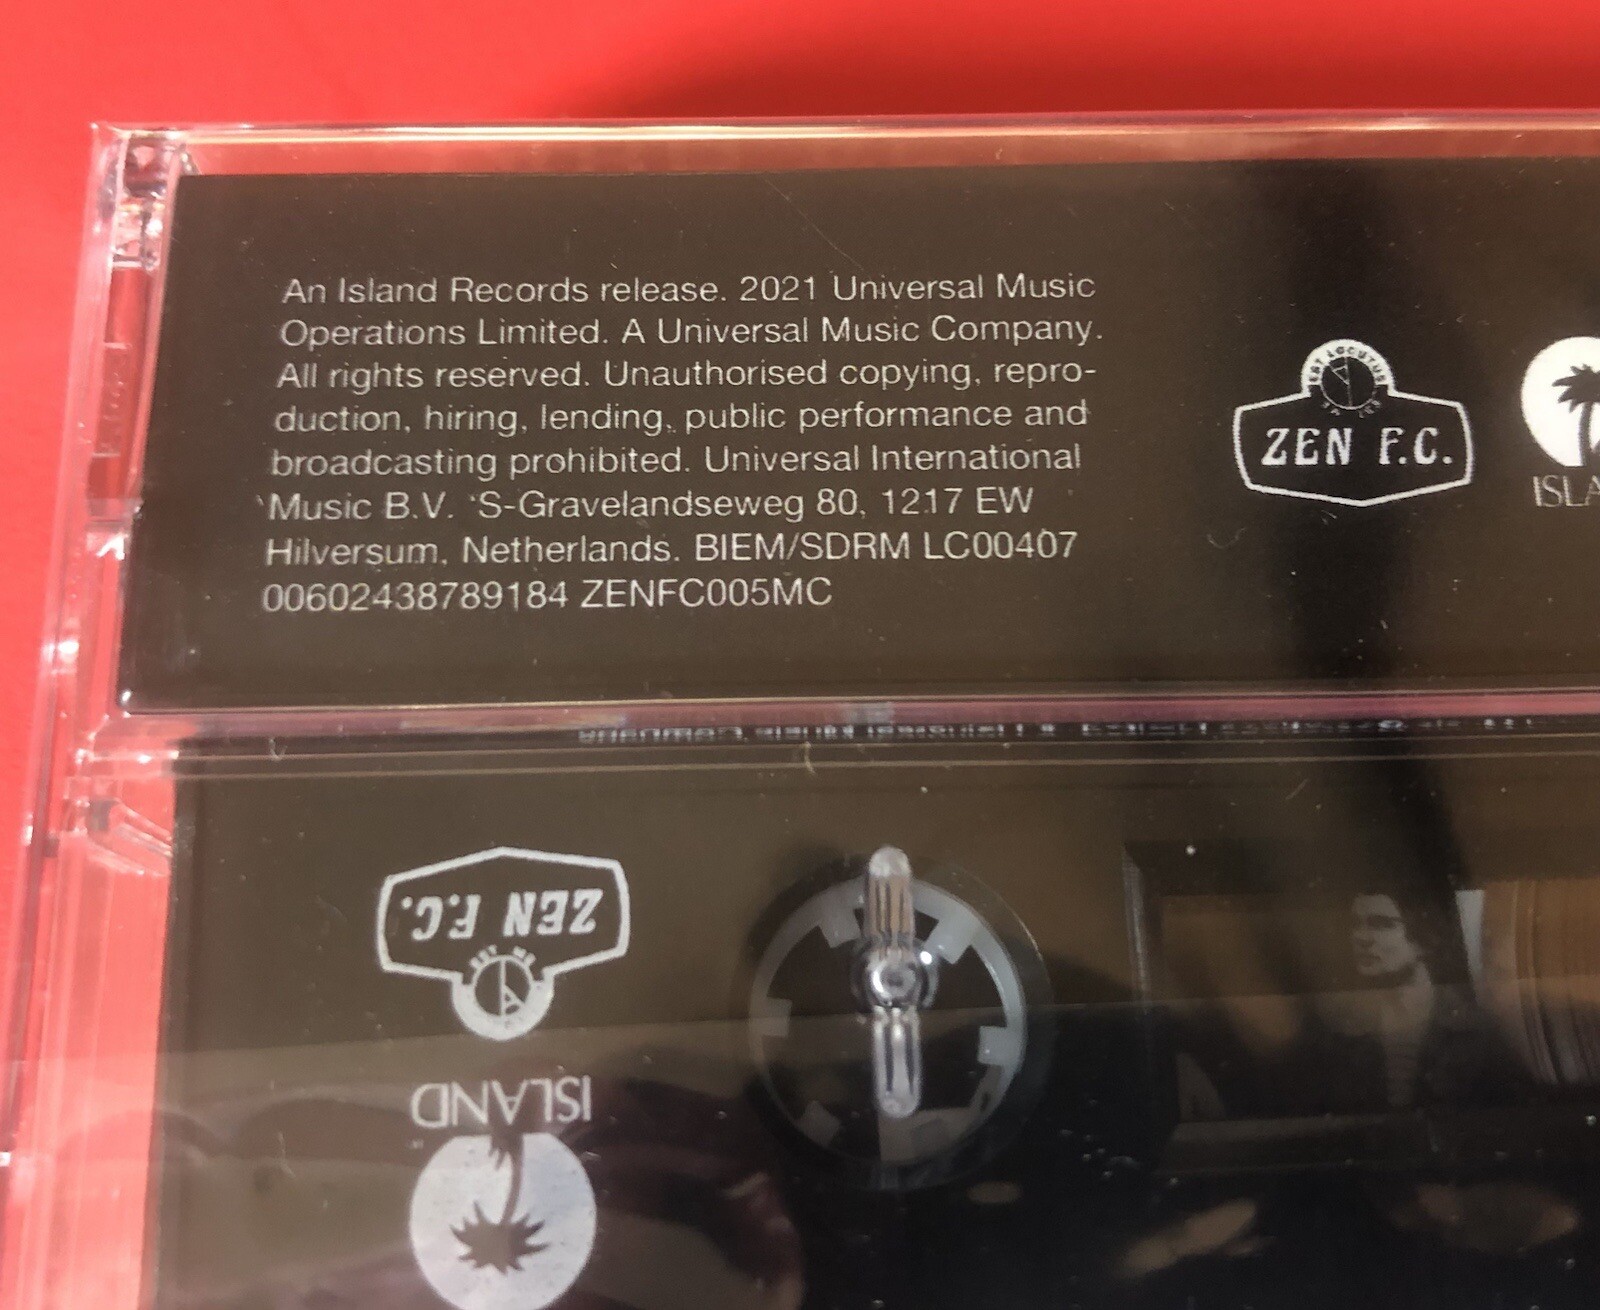 An Island Records release. 2021 Universal Music
Operations Limited. A Universal Music Company.
All rights reserved. Unauthorised copying, repro-
duction, hiring, lending, public performance and
broadcasting prohibited. Universal International
Music B.V. 'S-Gravelandseweg 80, 1217 EW
Hilversum, Netherlands. BIEM/SDRM LC00407
00602438789184 ZENFC005MC
ZEN F.C.
ZEN F.C.
ISLAND